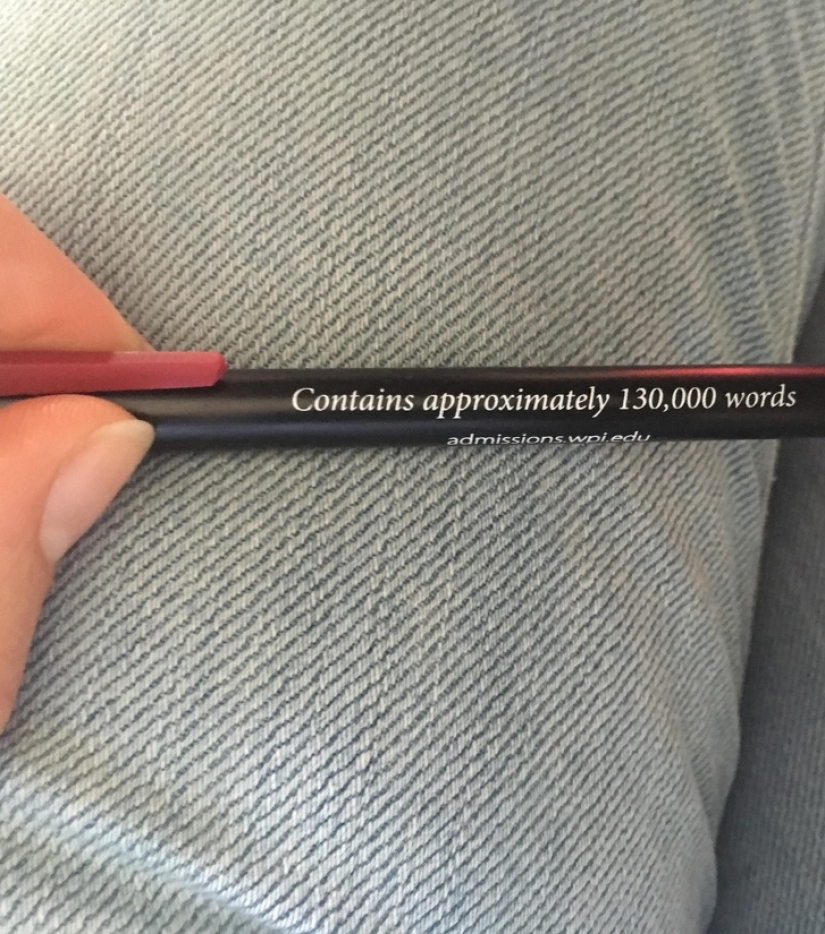 Contains approximately 130,000 words
admissions.wpi.edu